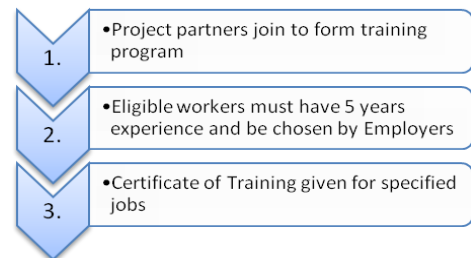 1.
•Project partners join to form training
program
2.
•Eligible workers must have 5 years
experience and be chosen by Employers
3.
•Certificate of Training given for specified
jobs